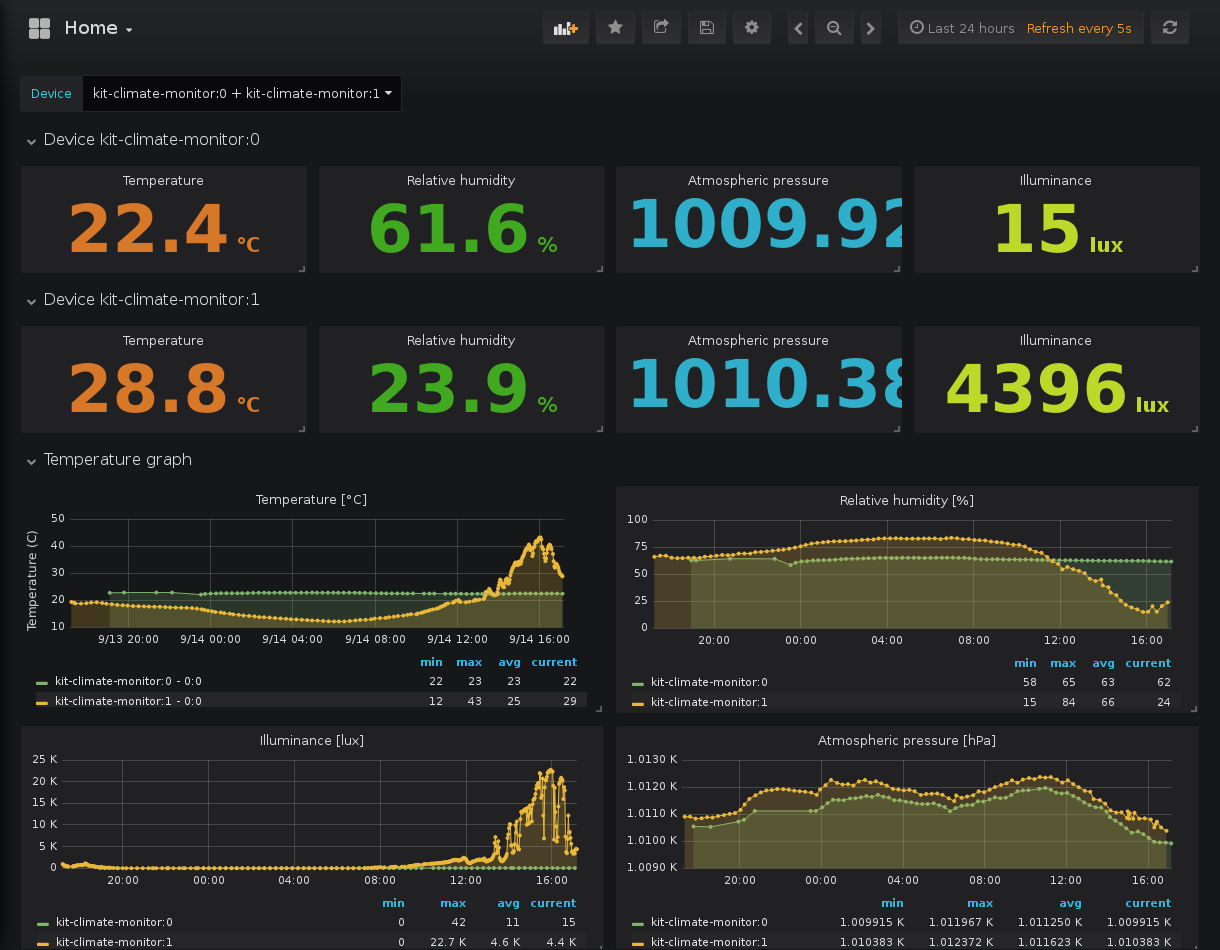 Home
Last 24 hours Refresh every 5s
Device kit-climate-monitor:0 + kit-climate-monitor:1
Device kit-climate-monitor:0
Temperature Relative humidity Atmospheric pressure Illuminance
22.4 °C 61.6 % 1009.92 15 lux
Device kit-climate-monitor:1
Temperature Relative humidity Atmospheric pressure Illuminance
28.8 °C 23.9 % 1010.38 4396 lux
Temperature graph
Temperature [°C]
Temperature (C)
50
40
30
20
10
9/13 20:00 9/14 00:00 9/14 04:00 9/14 08:00 9/14 12:00 9/14 16:00
min max avg current
kit-climate-monitor:0 - 0:0 22 23 23 22
kit-climate-monitor:1 - 0:0 12 43 25 29
Relative humidity [%]
100
75
50
25
0
20:00 00:00 04:00 08:00 12:00 16:00
min max avg current
kit-climate-monitor:0 58 65 63 62
kit-climate-monitor:1 15 84 66 24
Illuminance [lux]
25 K
20 K
15 K
10 K
5 K
0
20:00 00:00 04:00 08:00 12:00 16:00
min max avg current
kit-climate-monitor:0 0 42 11 15
kit-climate-monitor:1 0 22.7 K 4.6 K 4.4 K
Atmospheric pressure [hPa]
1.0130 K
1.0120 K
1.0110 K
1.0100 K
1.0090 K
20:00 00:00 04:00 08:00 12:00 16:00
min max avg current
kit-climate-monitor:0 1.009915 K 1.011967 K 1.011250 K 1.009915 K
kit-climate-monitor:1 1.010383 K 1.012372 K 1.011623 K 1.010383 K